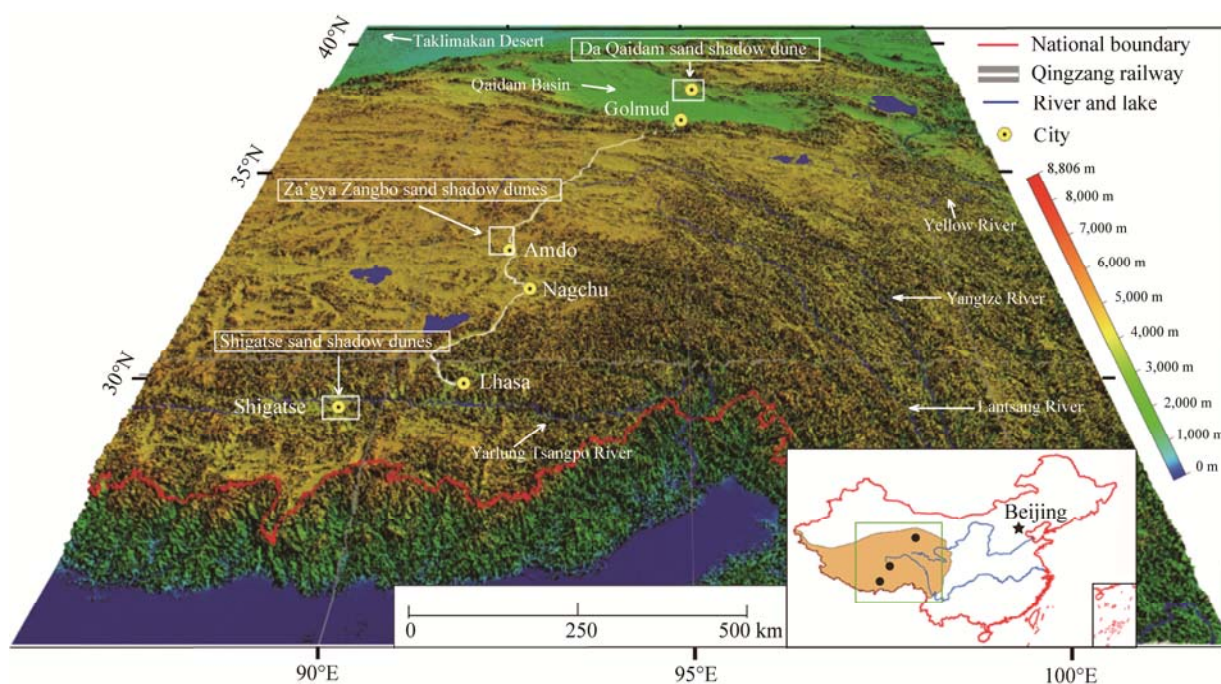 40°N
Taklimakan Desert
Da Qaidam sand shadow dune
Qaidam Basin
Golmud
35°N
Za’gya Zangbo sand shadow dunes
Amdo
Nagchu
Shigatse sand shadow dunes
30°N
Lhasa
Shigatse
Yarlung Tsangpo River
Yellow River
Yangtze River
Lantsang River
National boundary
Qingzang railway
River and lake
City
8,806 m
8,000 m
7,000 m
6,000 m
5,000 m
4,000 m
3,000 m
2,000 m
1,000 m
0 m
Beijing
0
250
500 km
90°E
95°E
100°E